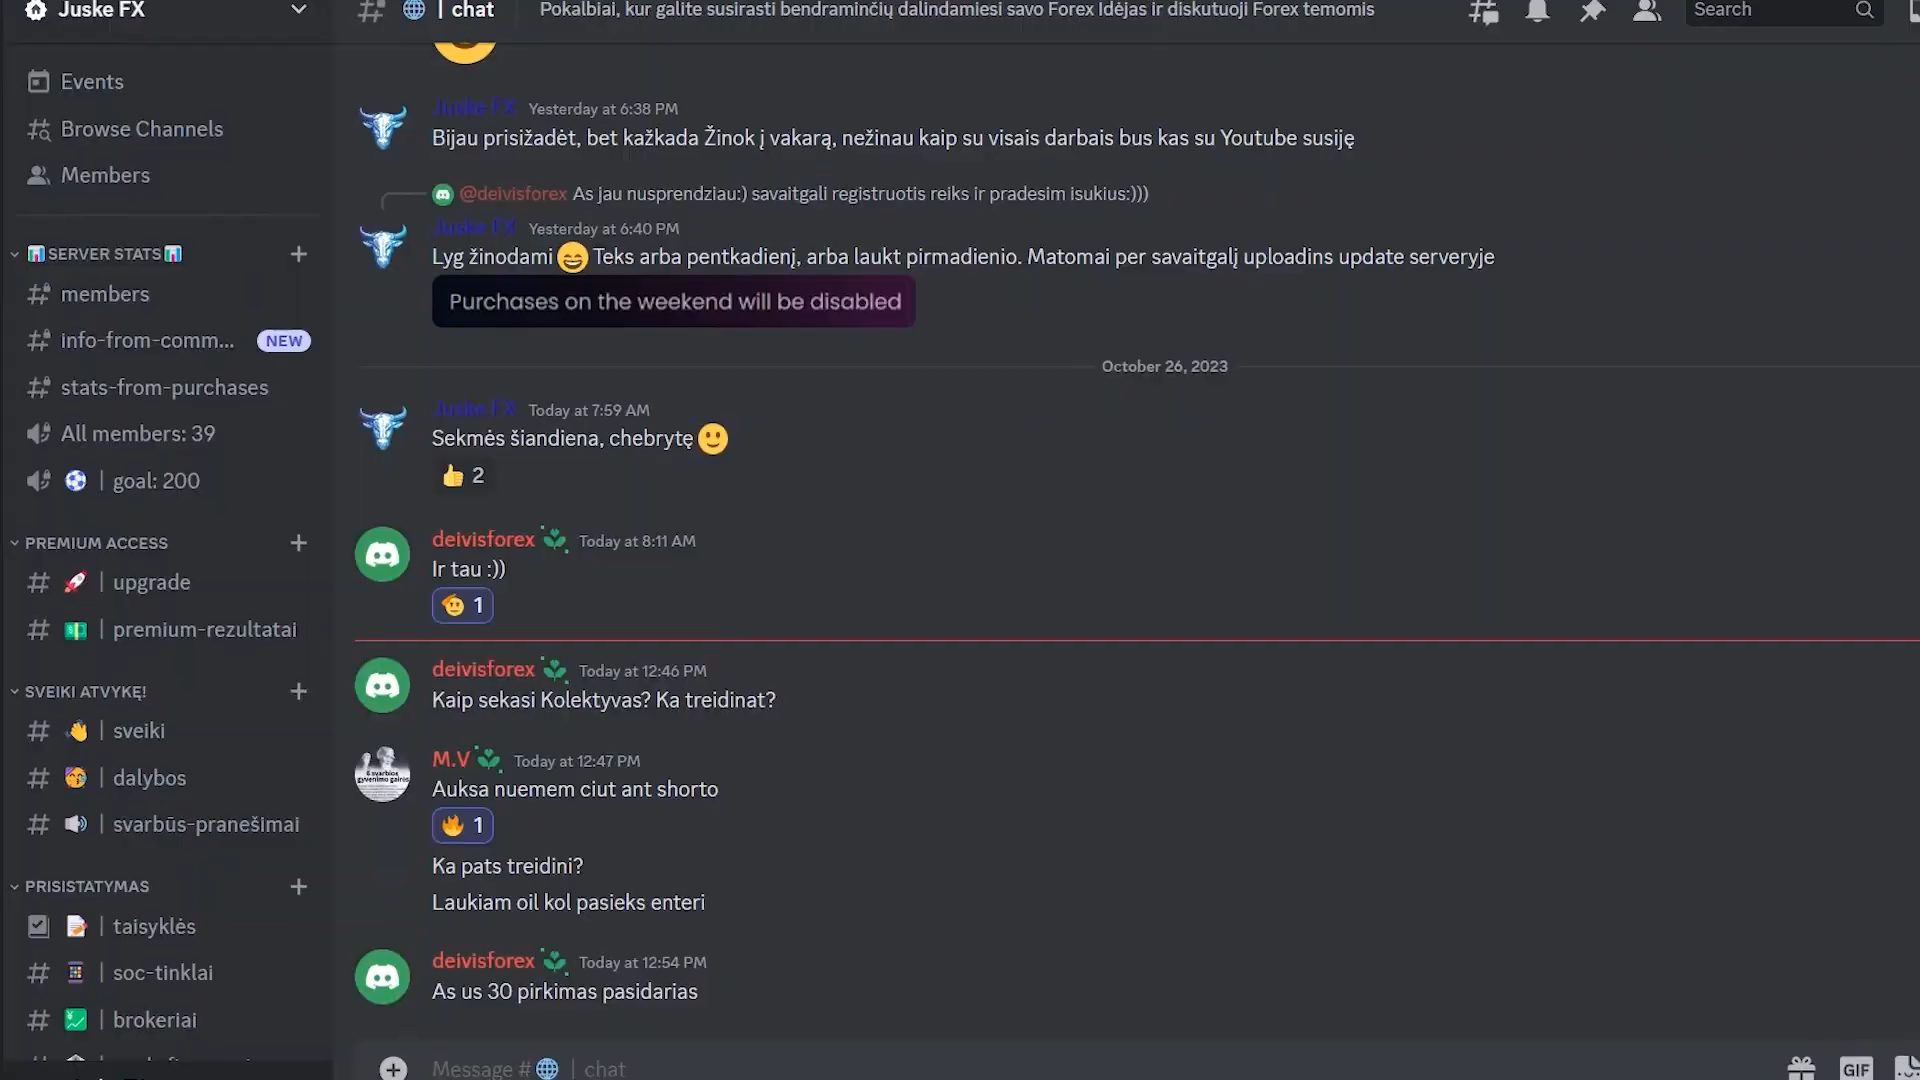 Juske FX
Events
Browse Channels
Members
SERVER STATS
members
info-from-comm... NEW
stats-from-purchases
All members: 39
| goal: 200
PREMIUM ACCESS
| upgrade
| premium-rezultatai
SVEIKI ATVYKĘ!
| sveiki
| dalybos
| svarbūs-pranešimai
PRISISTATYMAS
| taisyklės
| soc-tinklai
| brokeriai
| chat Pokalbiai, kur galite susirasti bendraminčių dalindamiesi savo Forex Idėjas ir diskutuoji Forex temomis
Search
Juske FX Yesterday at 6:38 PM
Bijau prisižadėt, bet kažkada Žinok į vakarą, nežinau kaip su visais darbais bus kas su Youtube susiję
@deivisforex As jau nusprendziau:) savaitgali registruotis reiks ir pradesim isukius:)))
Juske FX Yesterday at 6:40 PM
Lyg žinodami Teks arba pentkadienį, arba laukt pirmadienio. Matomai per savaitgalį uploadins update serveryje
Purchases on the weekend will be disabled
October 26, 2023
Juske FX Today at 7:59 AM
Sekmės šiandiena, chebrytę
2
deivisforex Today at 8:11 AM
Ir tau :))
1
deivisforex Today at 12:46 PM
Kaip sekasi Kolektyvas? Ka treidinat?
M.V Today at 12:47 PM
Auksa nuemem ciut ant shorto
1
Ka pats treidini?
Laukiam oil kol pasieks enteri
deivisforex Today at 12:54 PM
As us 30 pirkimas pasidarias
Message # | chat
GIF